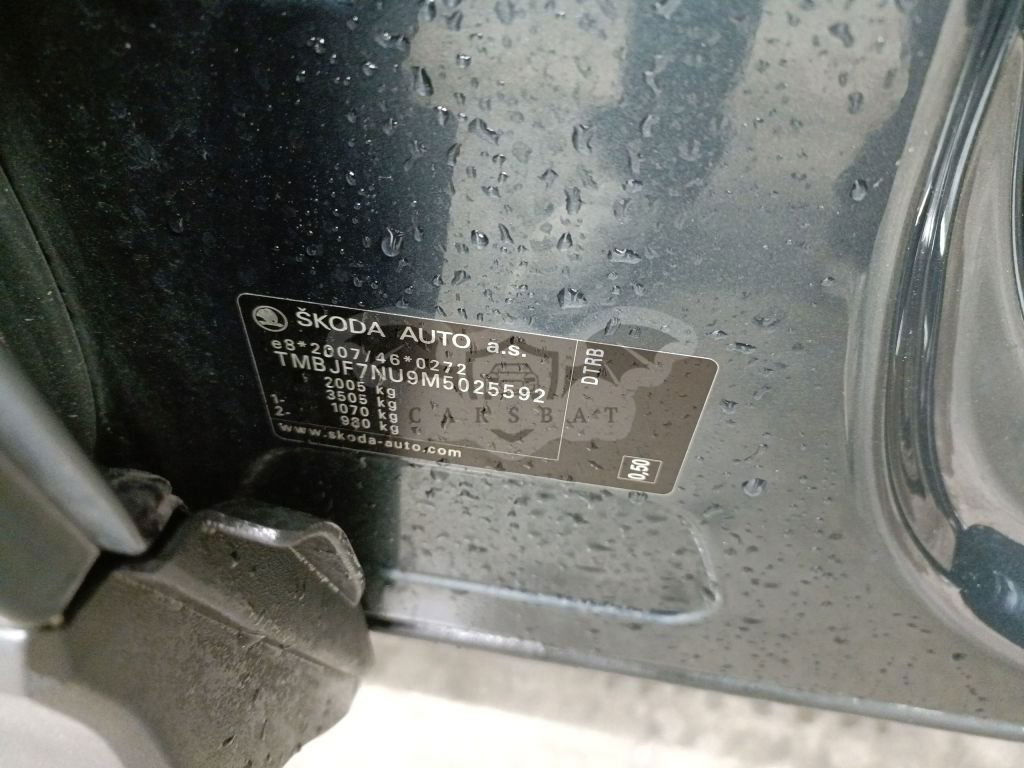 ŠKODA AUTO a.s.
e8*2007/46*0272
TMBJF7NU9M5025592
2005 kg
3505 kg
1- 1070 kg
2- 980 kg
www.skoda-auto.com
DTRB
0,50
CARSBAT